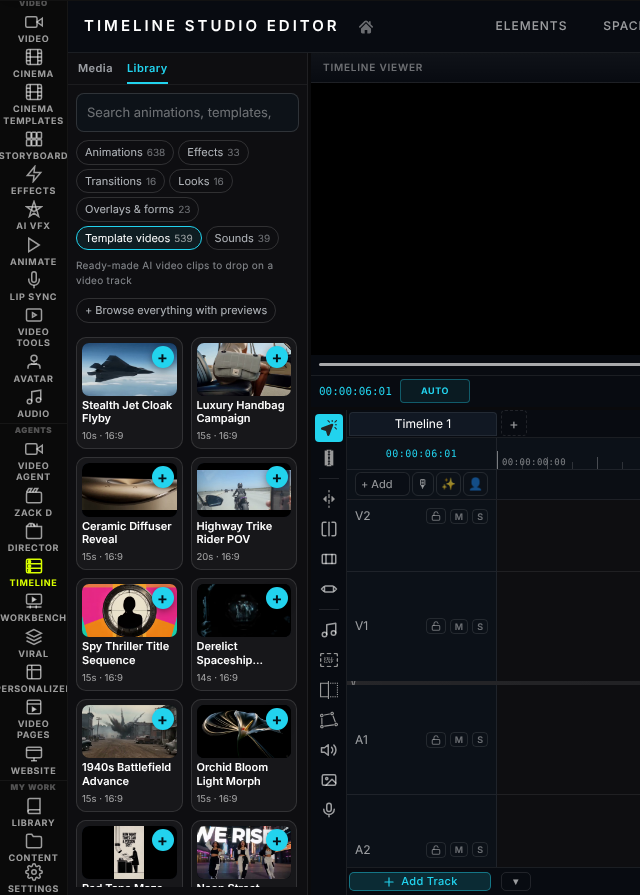 VIDEO
VIDEO
CINEMA
CINEMA
TEMPLATES
STORYBOARD
EFFECTS
AI VFX
ANIMATE
LIP SYNC
VIDEO
TOOLS
AVATAR
AUDIO
AGENTS
VIDEO
AGENT
ZACK D
DIRECTOR
TIMELINE
WORKBENCH
VIRAL
PERSONALIZE
VIDEO
PAGES
WEBSITE
MY WORK
LIBRARY
CONTENT
SETTINGS
TIMELINE STUDIO EDITOR
ELEMENTS
SPAC
Media
Library
Search animations, templates,
Animations 638
Effects 33
Transitions 16
Looks 16
Overlays & forms 23
Template videos 539
Sounds 39
Ready-made AI video clips to drop on a
video track
+ Browse everything with previews
Stealth Jet Cloak
Flyby
10s · 16:9
Luxury Handbag
Campaign
15s · 16:9
Ceramic Diffuser
Reveal
15s · 16:9
Highway Trike
Rider POV
20s · 16:9
Spy Thriller Title
Sequence
15s · 16:9
Derelict
Spaceship...
14s · 16:9
1940s Battlefield
Advance
15s · 16:9
Orchid Bloom
Light Morph
15s · 16:9
WE RIS
TIMELINE VIEWER
00:00:06:01
AUTO
Timeline 1
+
00:00:06:01
00:00:00:00
+ Add
V2
M
S
V1
M
S
A1
M
S
A2
M
S
+ Add Track